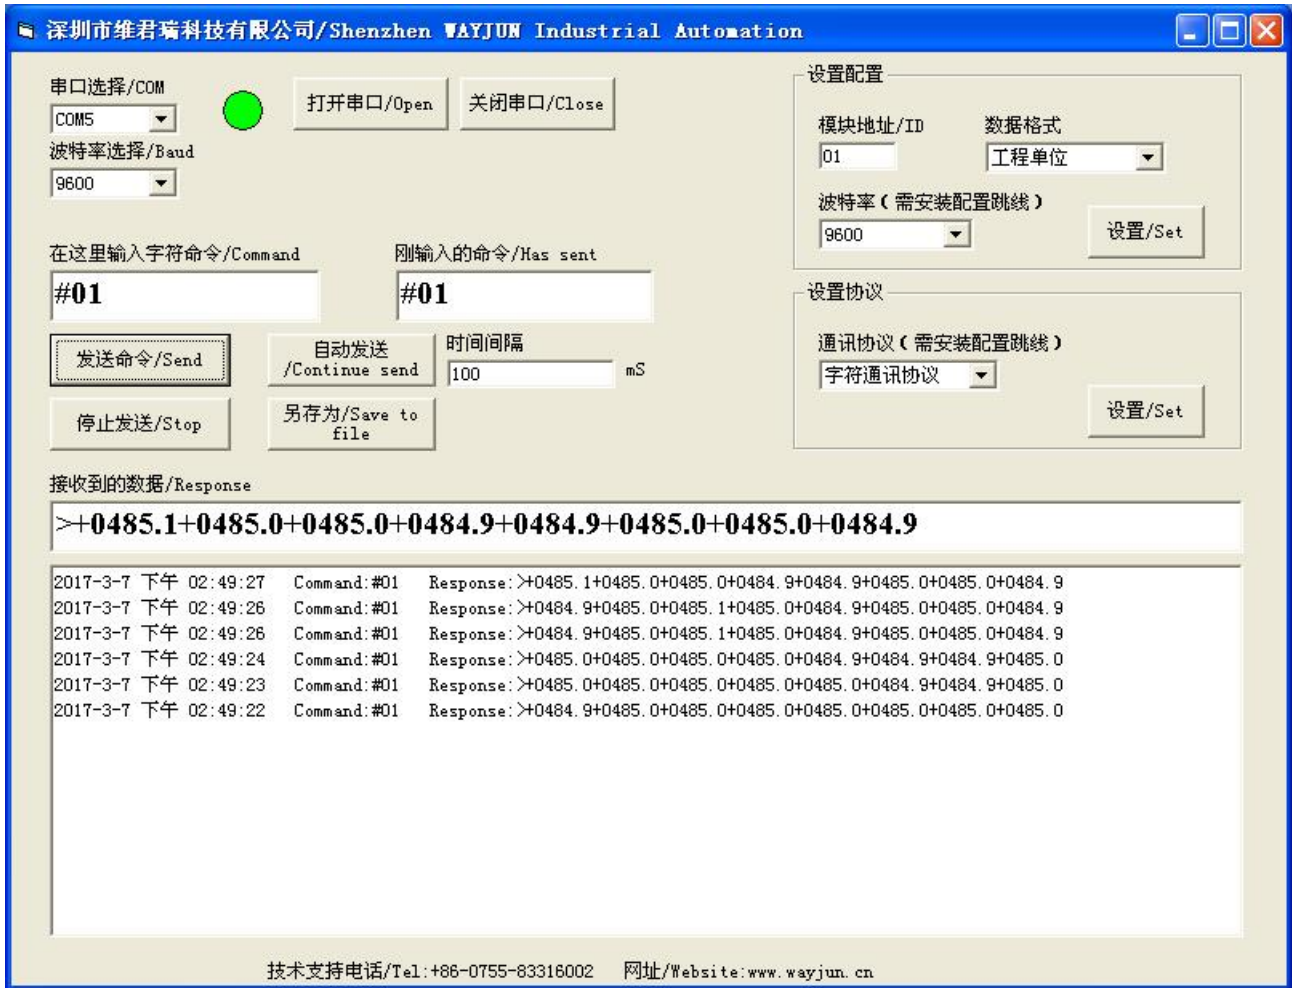 深圳市维君瑞科技有限公司/Shenzhen WAYJUN Industrial Automation
串口选择/COM
COM5
打开串口/Open
关闭串口/Close
波特率选择/Baud
9600
设置配置
模块地址/ID
数据格式
01
工程单位
波特率(需安装配置跳线)
9600
设置/Set
在这里输入字符命令/Command
刚输入的命令/Has sent
#01
#01
发送命令/Send
自动发送
/Continue send
时间间隔
100
mS
停止发送/Stop
另存为/Save to
file
设置协议
通讯协议(需安装配置跳线)
字符通讯协议
设置/Set
接收到的数据/Response
>+0485.1+0485.0+0485.0+0484.9+0484.9+0485.0+0485.0+0484.9
2017-3-7 下午 02:49:27 Command:#01 Response:>+0485.1+0485.0+0485.0+0484.9+0484.9+0485.0+0485.0+0484.9
2017-3-7 下午 02:49:26 Command:#01 Response:>+0484.9+0485.0+0485.1+0485.0+0484.9+0485.0+0485.0+0484.9
2017-3-7 下午 02:49:26 Command:#01 Response:>+0484.9+0485.0+0485.1+0485.0+0484.9+0485.0+0485.0+0484.9
2017-3-7 下午 02:49:24 Command:#01 Response:>+0485.0+0485.0+0485.0+0485.0+0484.9+0484.9+0484.9+0485.0
2017-3-7 下午 02:49:23 Command:#01 Response:>+0485.0+0485.0+0485.0+0485.0+0485.0+0484.9+0484.9+0485.0
2017-3-7 下午 02:49:22 Command:#01 Response:>+0484.9+0485.0+0485.0+0485.0+0485.0+0485.0+0485.0+0485.0
技术支持电话/Tel:+86-0755-83316002 网址/Website:www.wayjun.cn